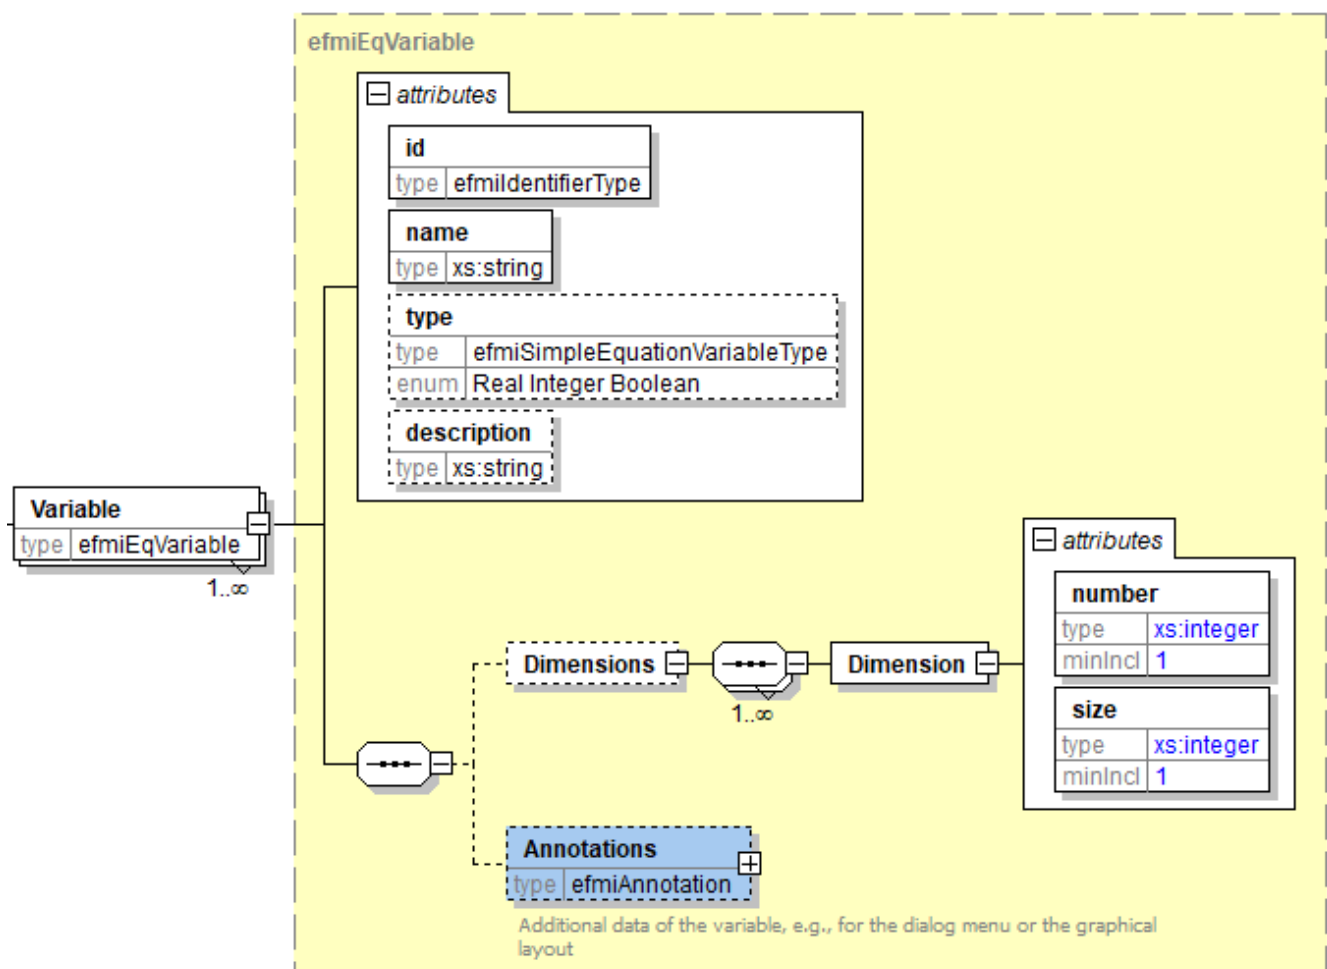 efmiEqVariable
attributes
id
type efmiIdentifierType
name
type xs:string
type
type efmiSimpleEquationVariableType
enum Real Integer Boolean
description
type xs:string
Variable
type efmiEqVariable
1..∞
attributes
number
type xs:integer
minIncl 1
Dimensions
Dimension
1..∞
size
type xs:integer
minIncl 1
Annotations
type efmiAnnotation
Additional data of the variable, e.g., for the dialog menu or the graphical
layout